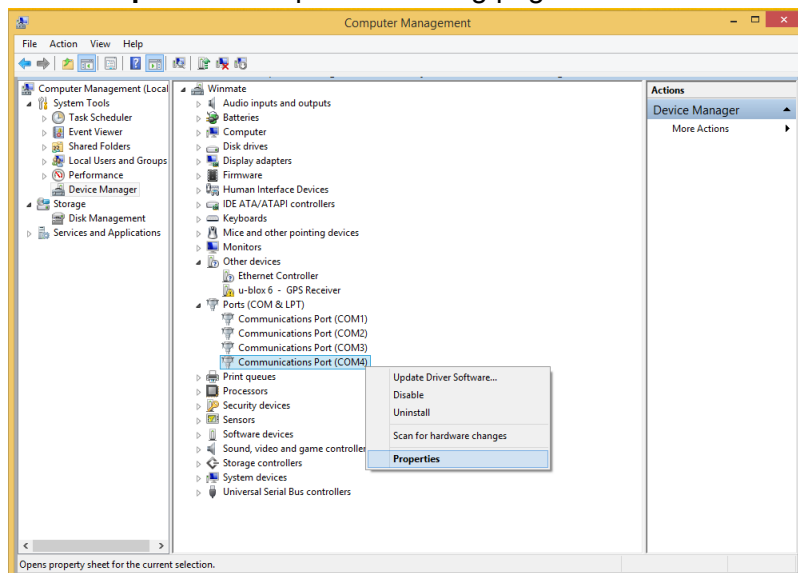 Computer Management
File Action View Help
Computer Management (Local
System Tools
Task Scheduler
Event Viewer
Shared Folders
Local Users and Groups
Performance
Device Manager
Storage
Disk Management
Services and Applications
Winmate
Audio inputs and outputs
Batteries
Computer
Disk drives
Display adapters
Firmware
Human Interface Devices
IDE ATA/ATAPI controllers
Keyboards
Mice and other pointing devices
Monitors
Other devices
Ethernet Controller
u-blox 6 - GPS Receiver
Ports (COM & LPT)
Communications Port (COM1)
Communications Port (COM2)
Communications Port (COM3)
Communications Port (COM4)
Print queues
Processors
Security devices
Sensors
Software devices
Sound, video and game controller
Storage controllers
System devices
Universal Serial Bus controllers
Update Driver Software...
Disable
Uninstall
Scan for hardware changes
Properties
Actions
Device Manager
More Actions
Opens property sheet for the current selection.